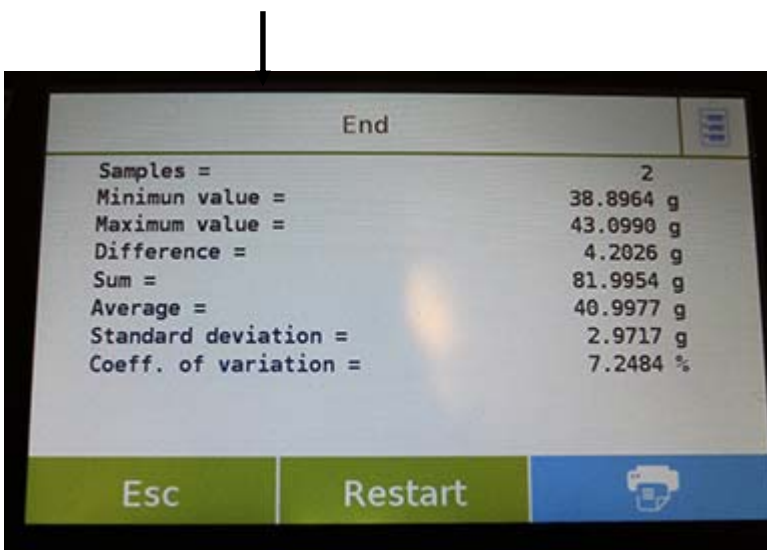 End
Samples = 2
Minimun value = 38.8964 g
Maximum value = 43.0990 g
Difference = 4.2026 g
Sum = 81.9954 g
Average = 40.9977 g
Standard deviation = 2.9717 g
Coeff. of variation = 7.2484 %
Esc Restart